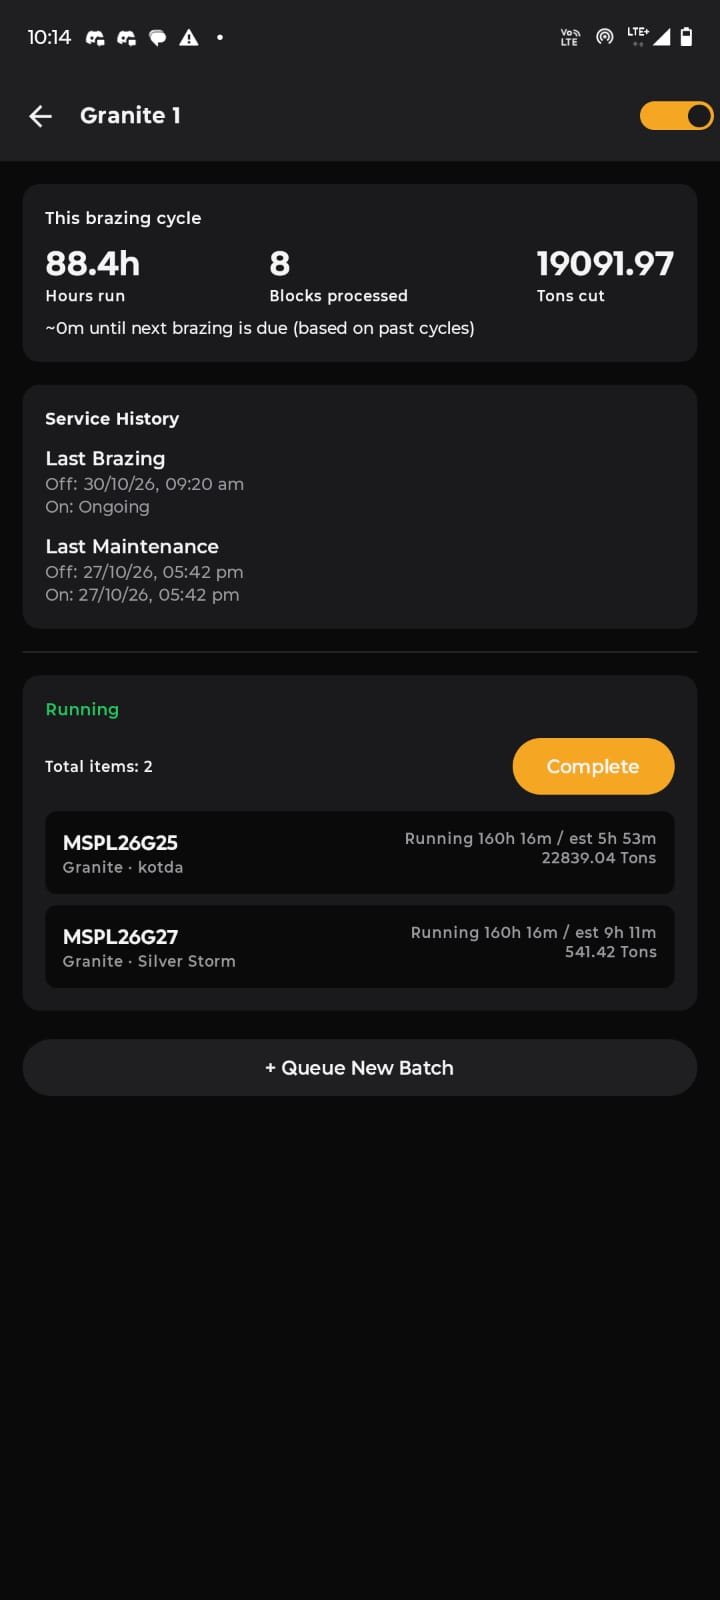 10:14
Vo LTE
LTE+
Granite 1
This brazing cycle
88.4h 8 19091.97
Hours run Blocks processed Tons cut
~0m until next brazing is due (based on past cycles)
Service History
Last Brazing
Off: 30/10/26, 09:20 am
On: Ongoing
Last Maintenance
Off: 27/10/26, 05:42 pm
On: 27/10/26, 05:42 pm
Running
Total items: 2 Complete
MSPL26G25 Running 160h 16m / est 5h 53m
Granite · kotda 22839.04 Tons
MSPL26G27 Running 160h 16m / est 9h 11m
Granite · Silver Storm 541.42 Tons
+ Queue New Batch